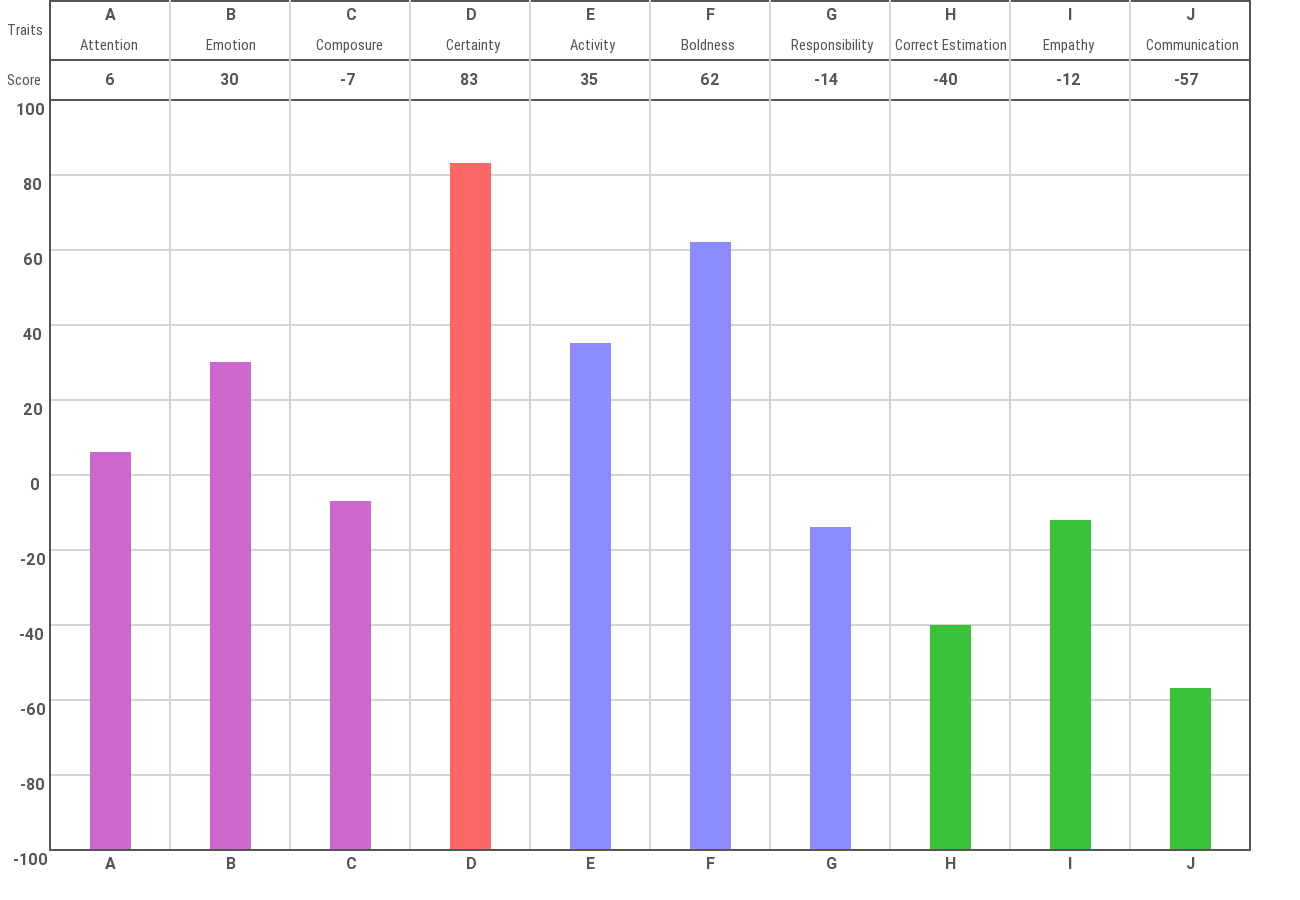 A B C D E F G H I J
Traits
Attention Emotion Composure Certainty Activity Boldness Responsibility Correct Estimation Empathy Communication
Score 6 30 -7 83 35 62 -14 -40 -12 -57
100
80
60
40
20
0
-20
-40
-60
-80
-100
A B C D E F G H I J